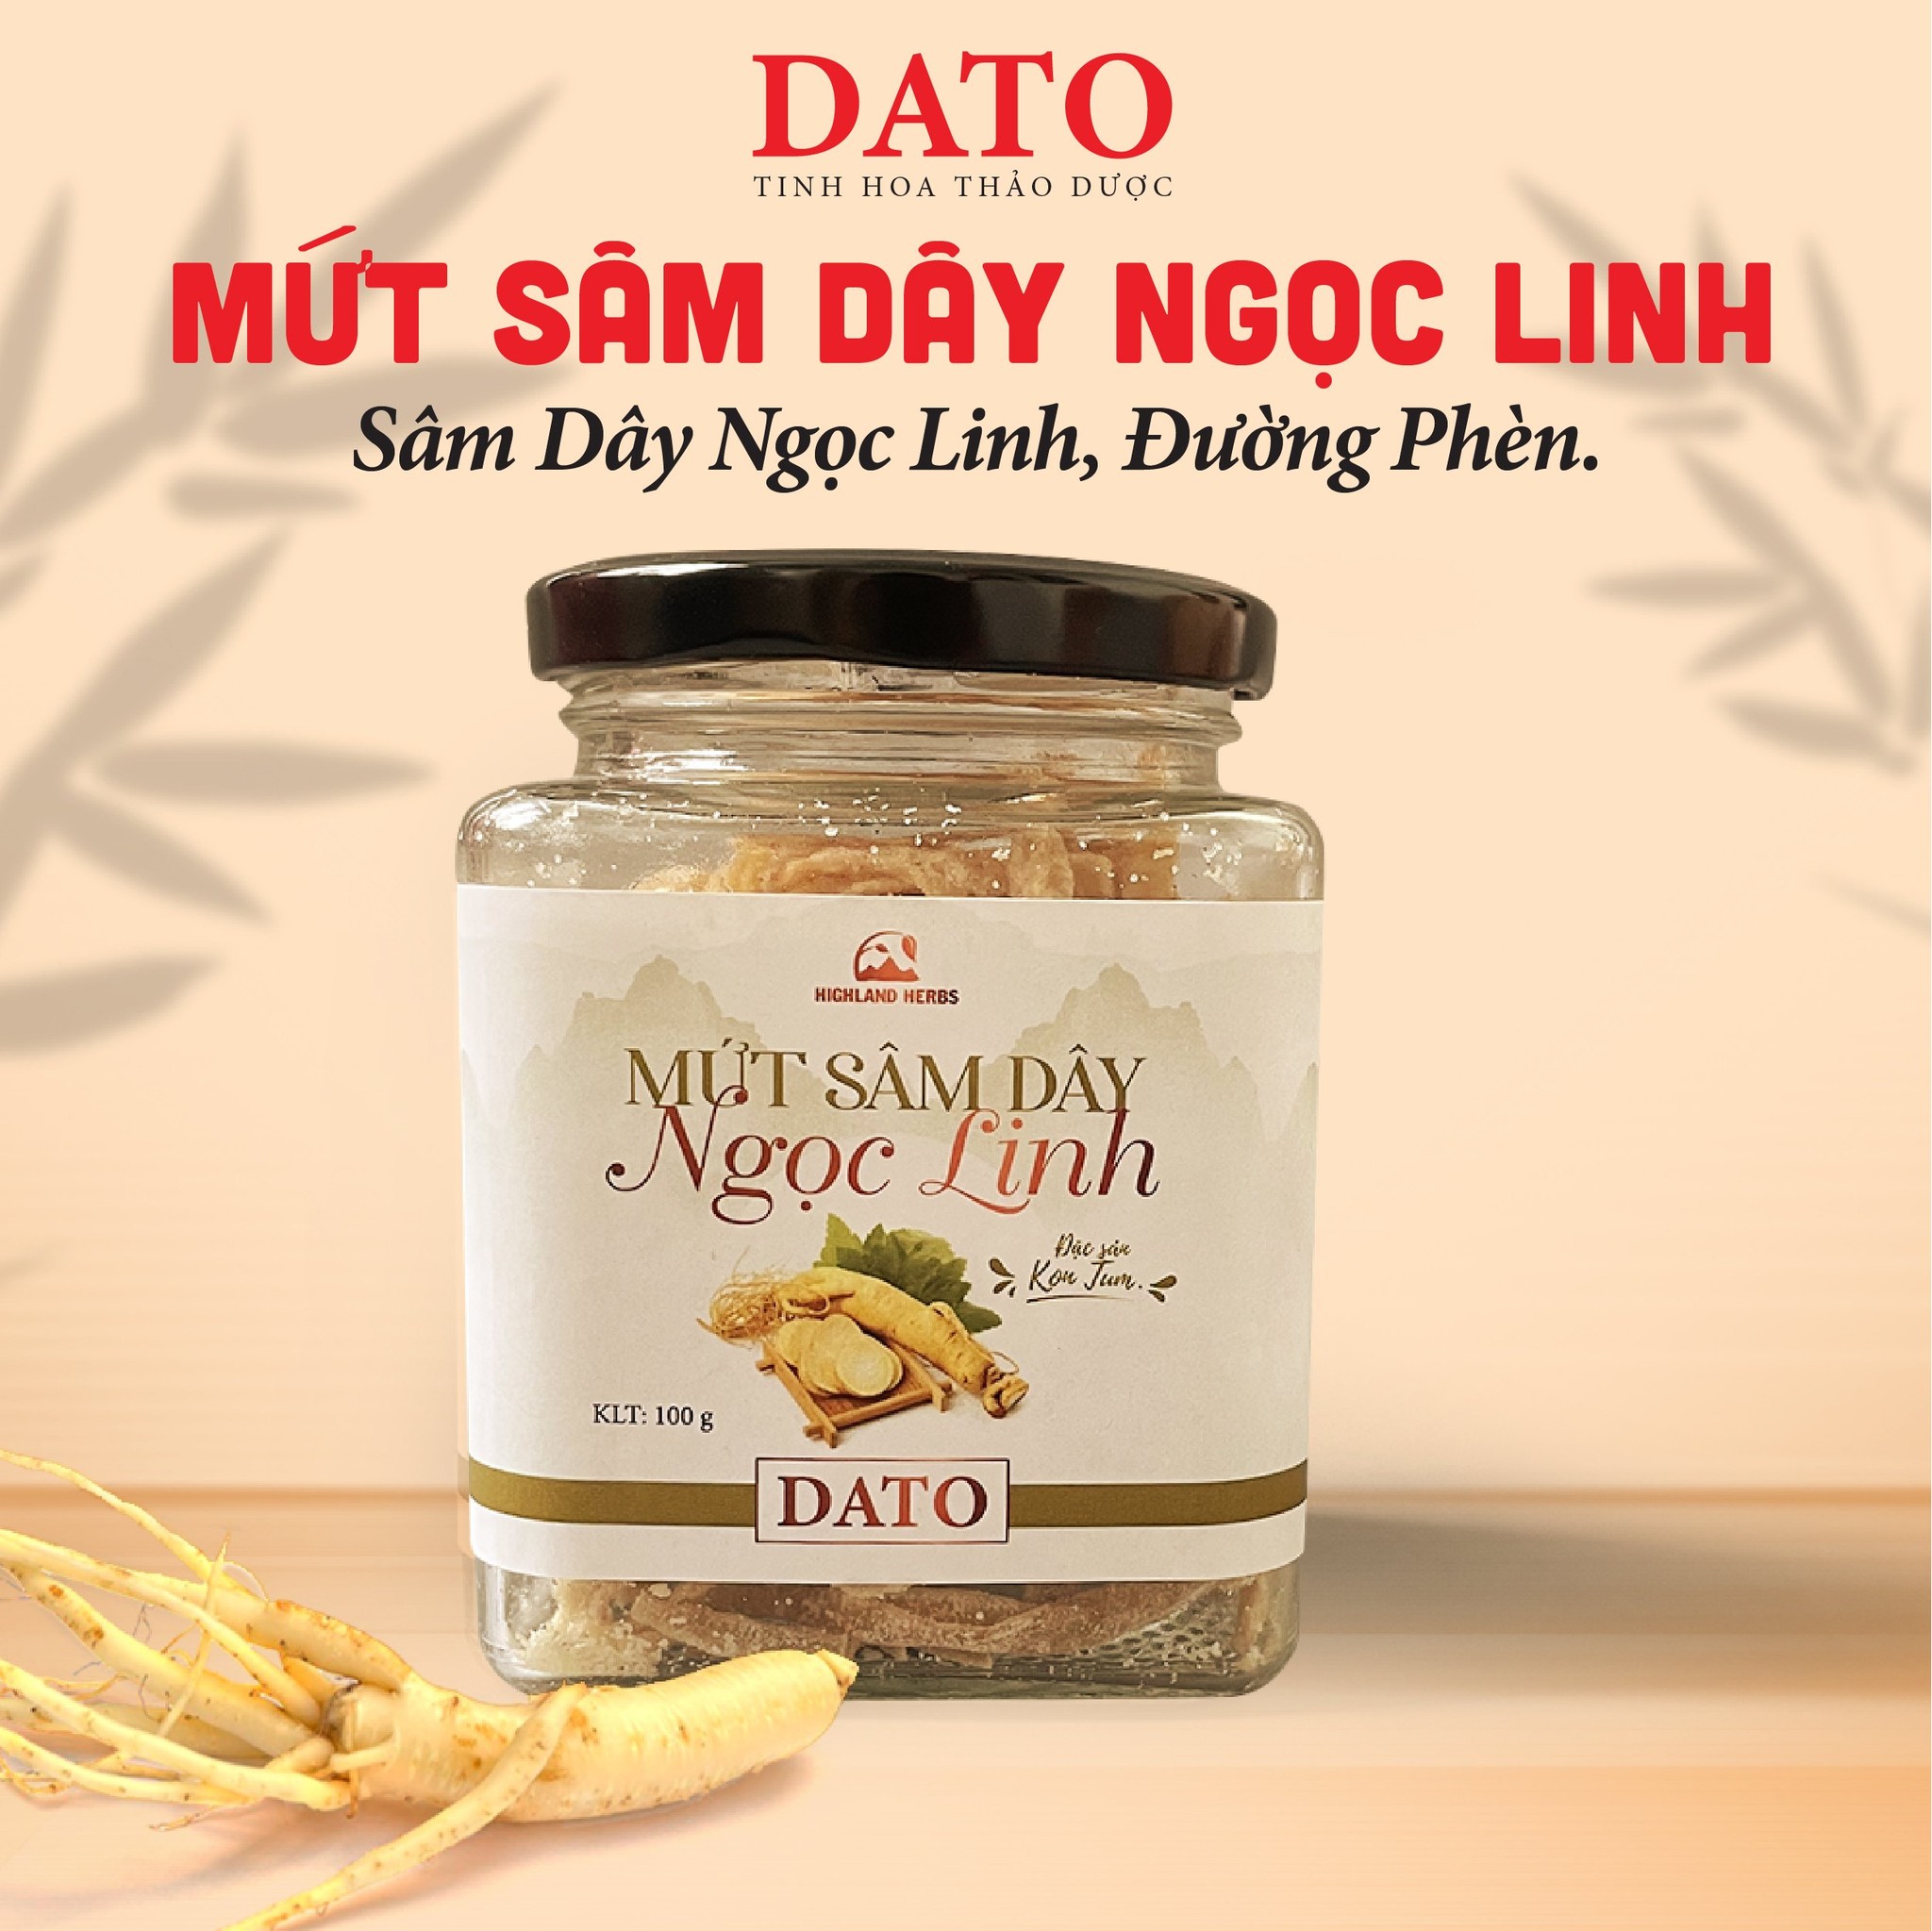 DATO
TINH HOA THẢO DƯỢC
MỨT SÂM DÂY NGỌC LINH
Sâm Dây Ngọc Linh, Đường Phèn.
HIGHLAND HERBS
MỨT SÂM DÂY
Ngọc Linh
Đặc sản
Kon Tum.
KLT: 100 g
DATO